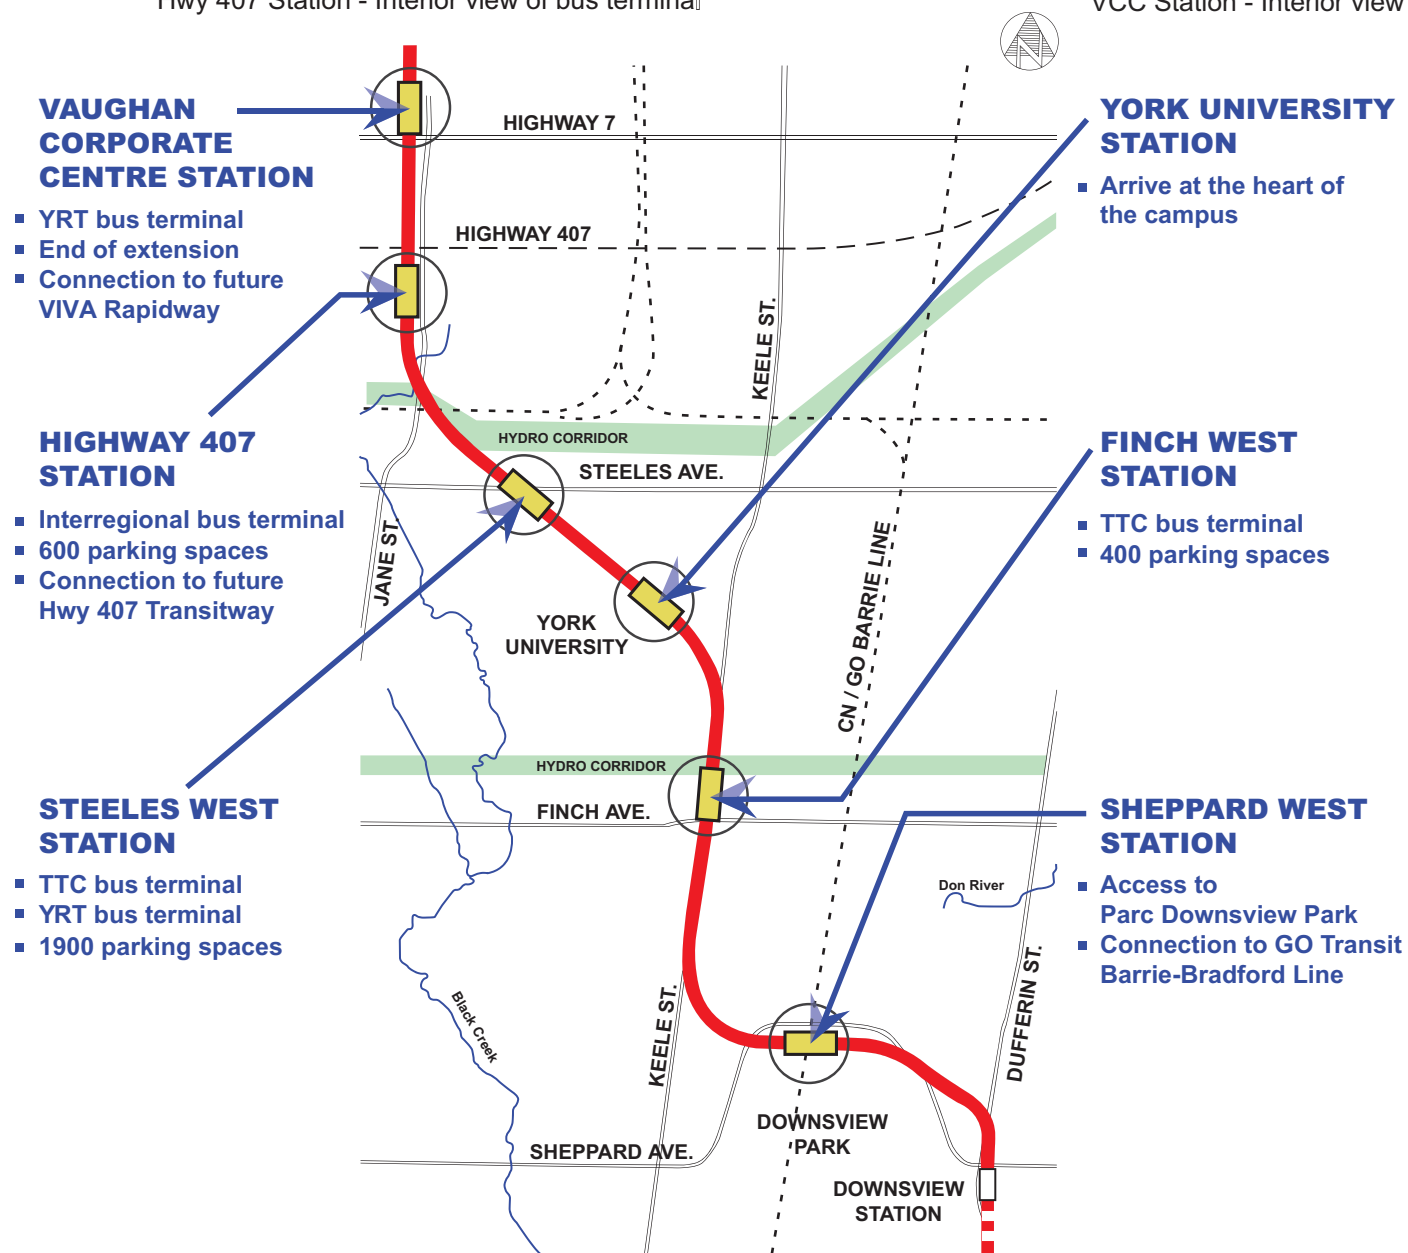 Hwy 407 Station - Interior view of bus terminal
VCC Station - Interior view
VAUGHAN
CORPORATE
CENTRE STATION
YRT bus terminal
End of extension
Connection to future
VIVA Rapidway
HIGHWAY 407
STATION
Interregional bus terminal
600 parking spaces
Connection to future
Hwy 407 Transitway
STEELES WEST
STATION
TTC bus terminal
YRT bus terminal
1900 parking spaces
N
HIGHWAY 7
HIGHWAY 407
KEELE ST.
HYDRO CORRIDOR
STEELES AVE.
JANE ST.
YORK
UNIVERSITY
CN / GO BARRIE LINE
HYDRO CORRIDOR
FINCH AVE.
Don River
Black Creek
KEELE ST.
DUFFERIN ST.
DOWNSVIEW
PARK
SHEPPARD AVE.
DOWNSVIEW
STATION
YORK UNIVERSITY
STATION
Arrive at the heart of
the campus
FINCH WEST
STATION
TTC bus terminal
400 parking spaces
SHEPPARD WEST
STATION
Access to
Parc Downsview Park
Connection to GO Transit
Barrie-Bradford Line